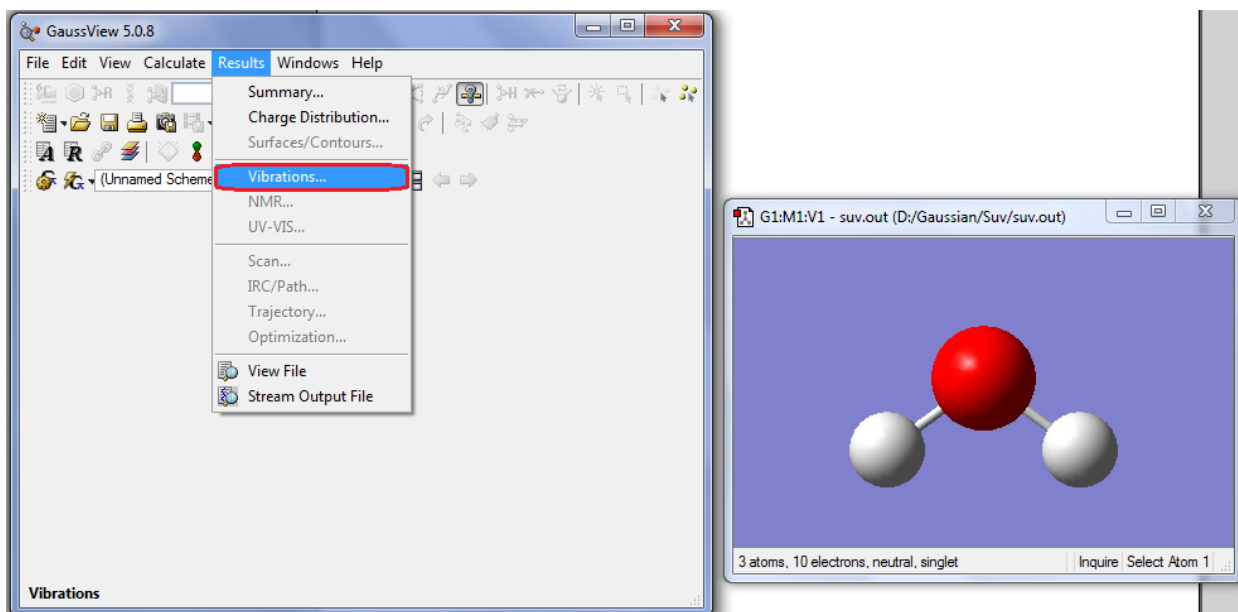 GaussView 5.0.8
File Edit View Calculate Results Windows Help
Summary...
Charge Distribution...
Surfaces/Contours...
(Unnamed Scheme
Vibrations...
NMR...
UV-VIS...
Scan...
IRC/Path...
Trajectory...
Optimization...
View File
Stream Output File
Vibrations
G1:M1:V1 - suv.out (D:/Gaussian/Suv/suv.out)
3 atoms, 10 electrons, neutral, singlet Inquire Select Atom 1